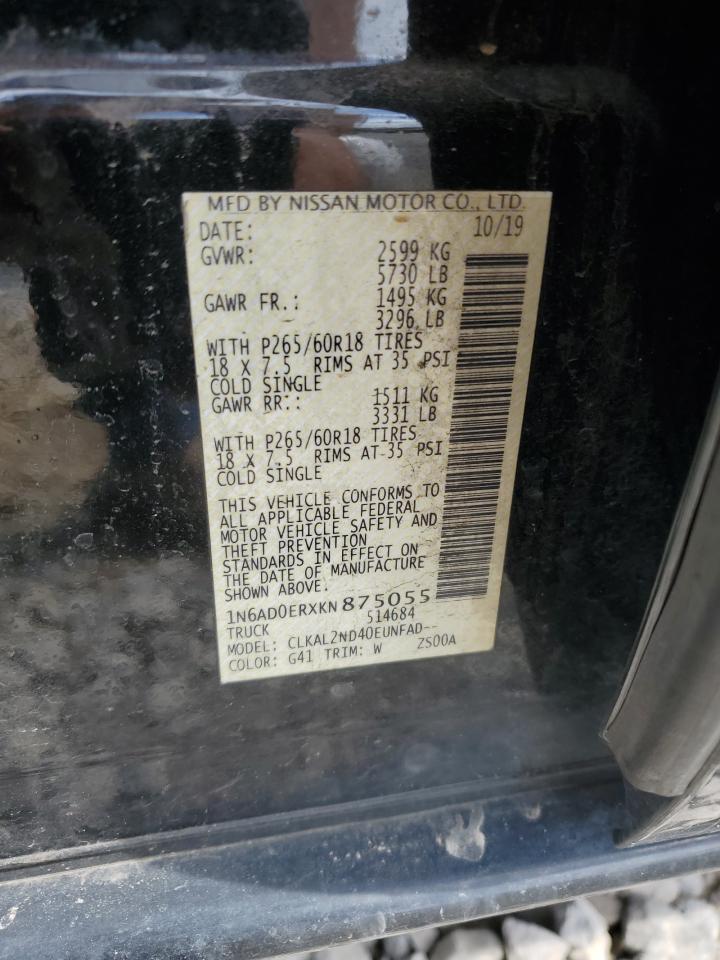 MFD BY NISSAN MOTOR CO., LTD.
DATE: 10/19
GVWR: 2599 KG
5730 LB
GAWR FR.: 1495 KG
3296 LB
WITH P265/60R18 TIRES
18 X 7.5 RIMS AT 35 PSI
COLD SINGLE
GAWR RR.: 1511 KG
3331 LB
WITH P265/60R18 TIRES
18 X 7.5 RIMS AT 35 PSI
COLD SINGLE
THIS VEHICLE CONFORMS TO
ALL APPLICABLE FEDERAL
MOTOR VEHICLE SAFETY AND
THEFT PREVENTION
STANDARDS IN EFFECT ON
THE DATE OF MANUFACTURE
SHOWN ABOVE.
1N6AD0ERXKN875055
TRUCK 514684
MODEL: CLKAL2ND40EUNFAD--
COLOR: G41 TRIM: W ZS00A